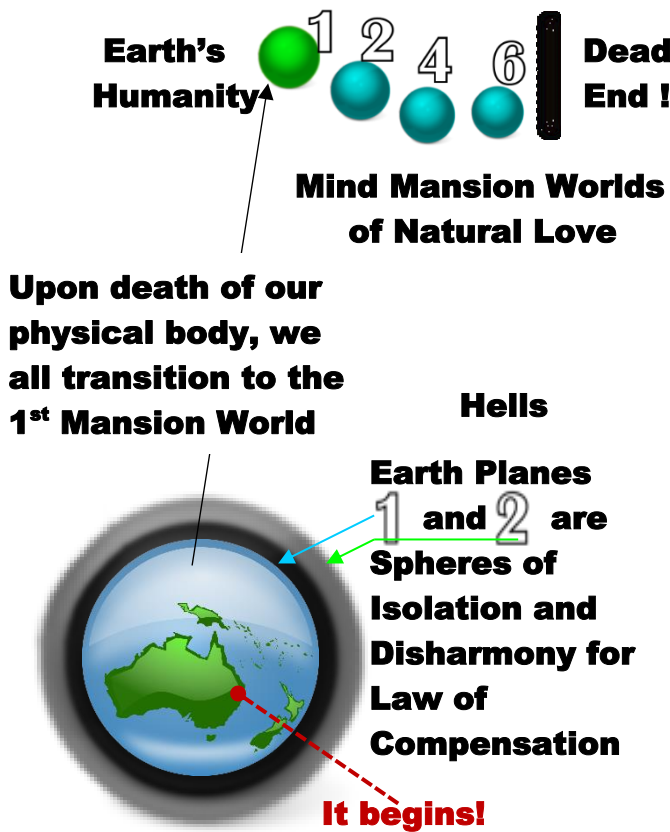 Earth’s
Humanity
1 2 4 6
Dead
End !
Mind Mansion Worlds
of Natural Love
Upon death of our
physical body, we
all transition to the
1st Mansion World
Hells
Earth Planes
1 and 2 are
Spheres of
Isolation and
Disharmony for
Law of
Compensation
It begins!